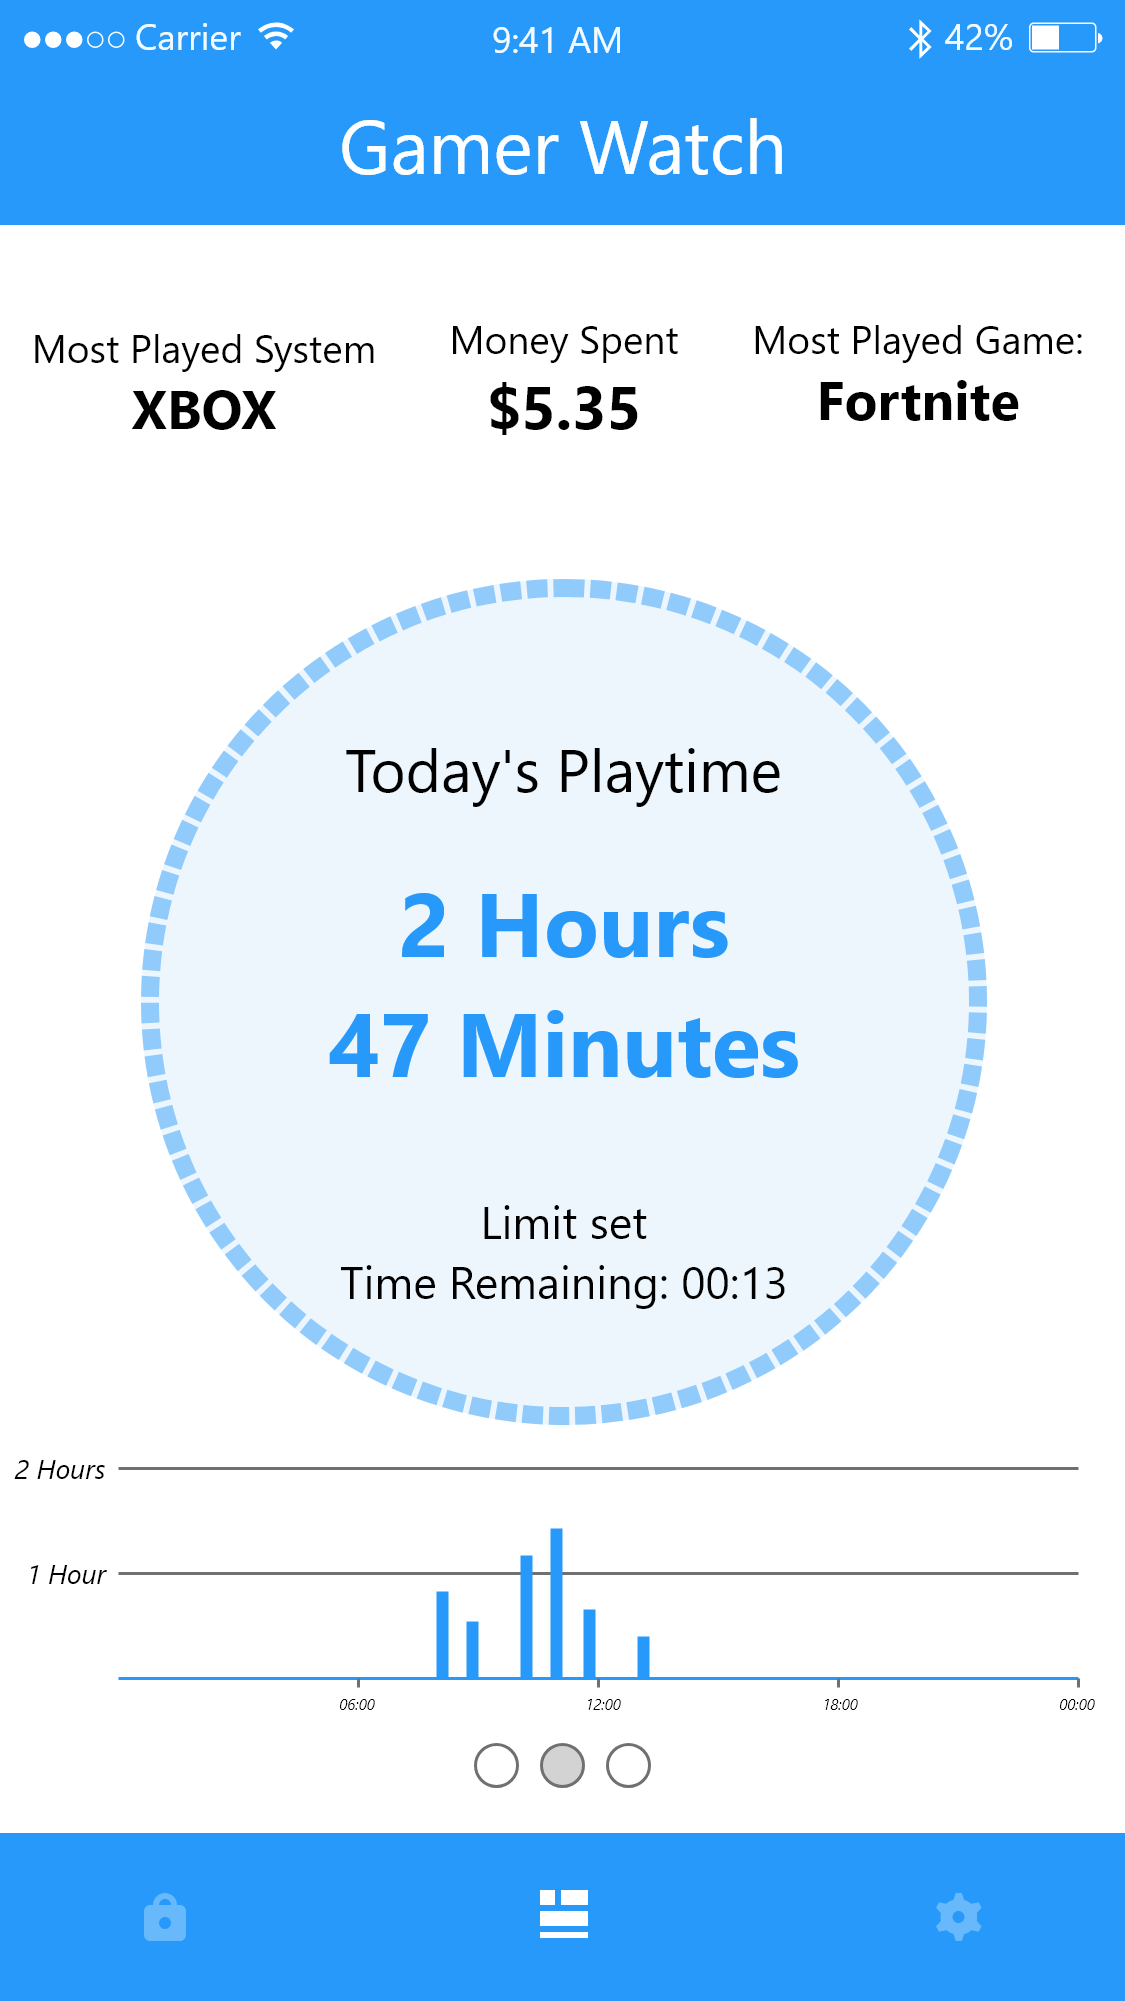 Carrier 9:41 AM 42%
Gamer Watch
Most Played System
XBOX
Money Spent
$5.35
Most Played Game:
Fortnite
Today's Playtime
2 Hours
47 Minutes
Limit set
Time Remaining: 00:13
2 Hours
1 Hour
06:00 12:00 18:00 00:00